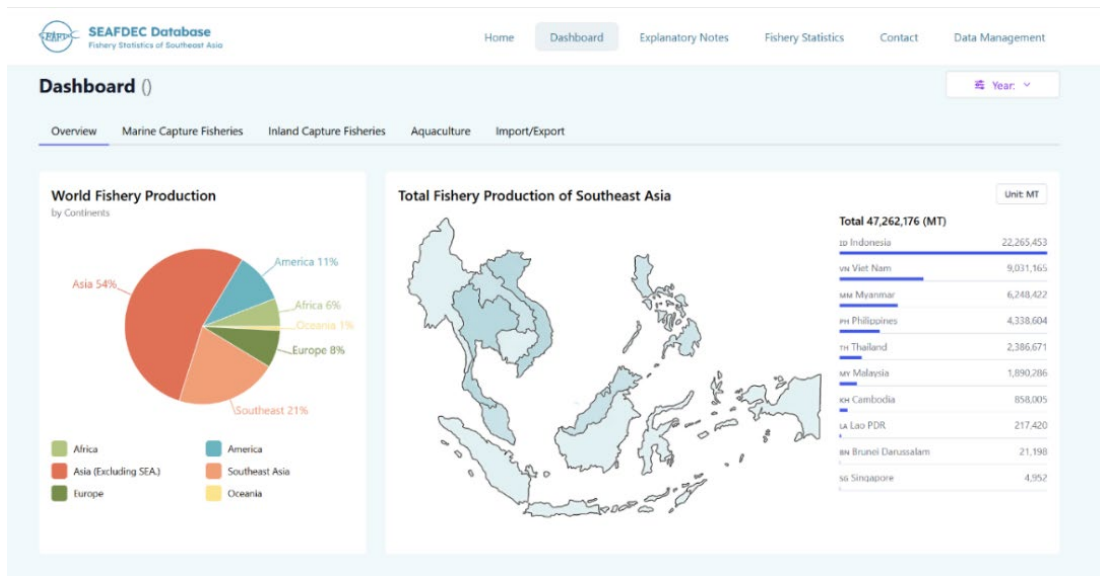 SEAFDEC Database
Fishery Statistics of Southeast Asia
Home Dashboard Explanatory Notes Fishery Statistics Contact Data Management
Dashboard ()
Year:
Overview Marine Capture Fisheries Inland Capture Fisheries Aquaculture Import/Export
World Fishery Production
by Continents
Asia 54%
America 11%
Africa 6%
Oceania 1%
Europe 8%
Southeast 21%
Africa America
Asia (Excluding SEA.) Southeast Asia
Europe Oceania
Total Fishery Production of Southeast Asia
Unit: MT
Total 47,262,176 (MT)
ID Indonesia 22,265,453
VN Viet Nam 9,031,165
MM Myanmar 6,248,422
PH Philippines 4,338,604
TH Thailand 2,386,671
MY Malaysia 1,890,286
KH Cambodia 858,005
LA Lao PDR 217,420
BN Brunei Darussalam 21,198
SG Singapore 4,952